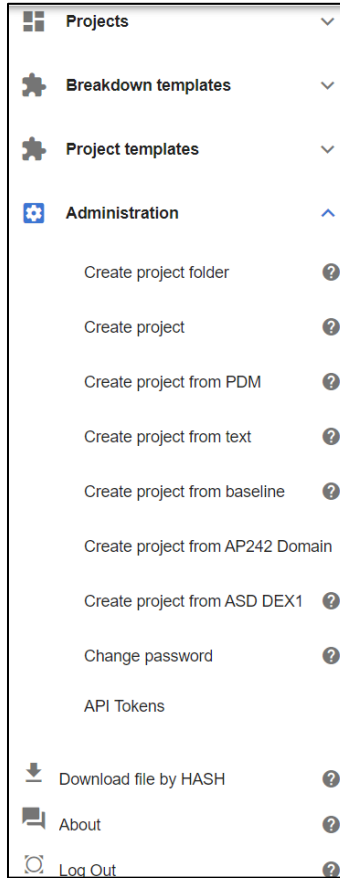 Projects
Breakdown templates
Project templates
Administration
Create project folder
Create project
Create project from PDM
Create project from text
Create project from baseline
Create project from AP242 Domain
Create project from ASD DEX1
Change password
API Tokens
Download file by HASH
About
Log Out